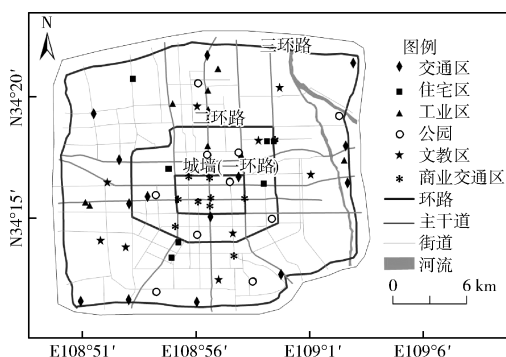 N
三环路
二环路
城墙(一环路)
N34°20′
N34°15′
E108°51′
E108°56′
E109°1′
E109°6′
图例
交通区
住宅区
工业区
公园
文教区
商业交通区
环路
主干道
街道
河流
0 6 km